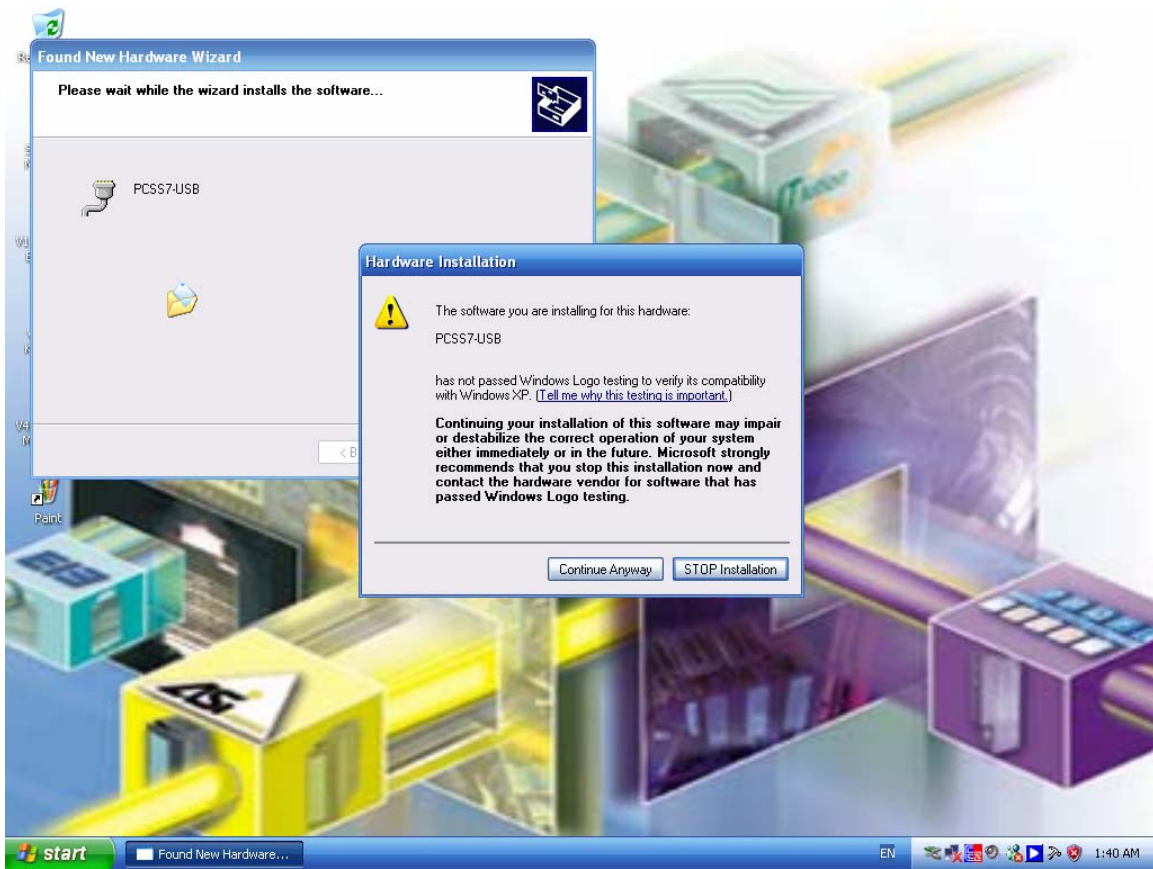 Found New Hardware Wizard
Please wait while the wizard installs the software...
PCSS7-USB
Hardware Installation
The software you are installing for this hardware:
PCSS7-USB
has not passed Windows Logo testing to verify its compatibility
with Windows XP. (Tell me why this testing is important.)
Continuing your installation of this software may impair
or destabilize the correct operation of your system
either immediately or in the future. Microsoft strongly
recommends that you stop this installation now and
contact the hardware vendor for software that has
passed Windows Logo testing.
Continue Anyway
STOP Installation
< B
Paint
EIB
start
Found New Hardware...
EN
1:40 AM